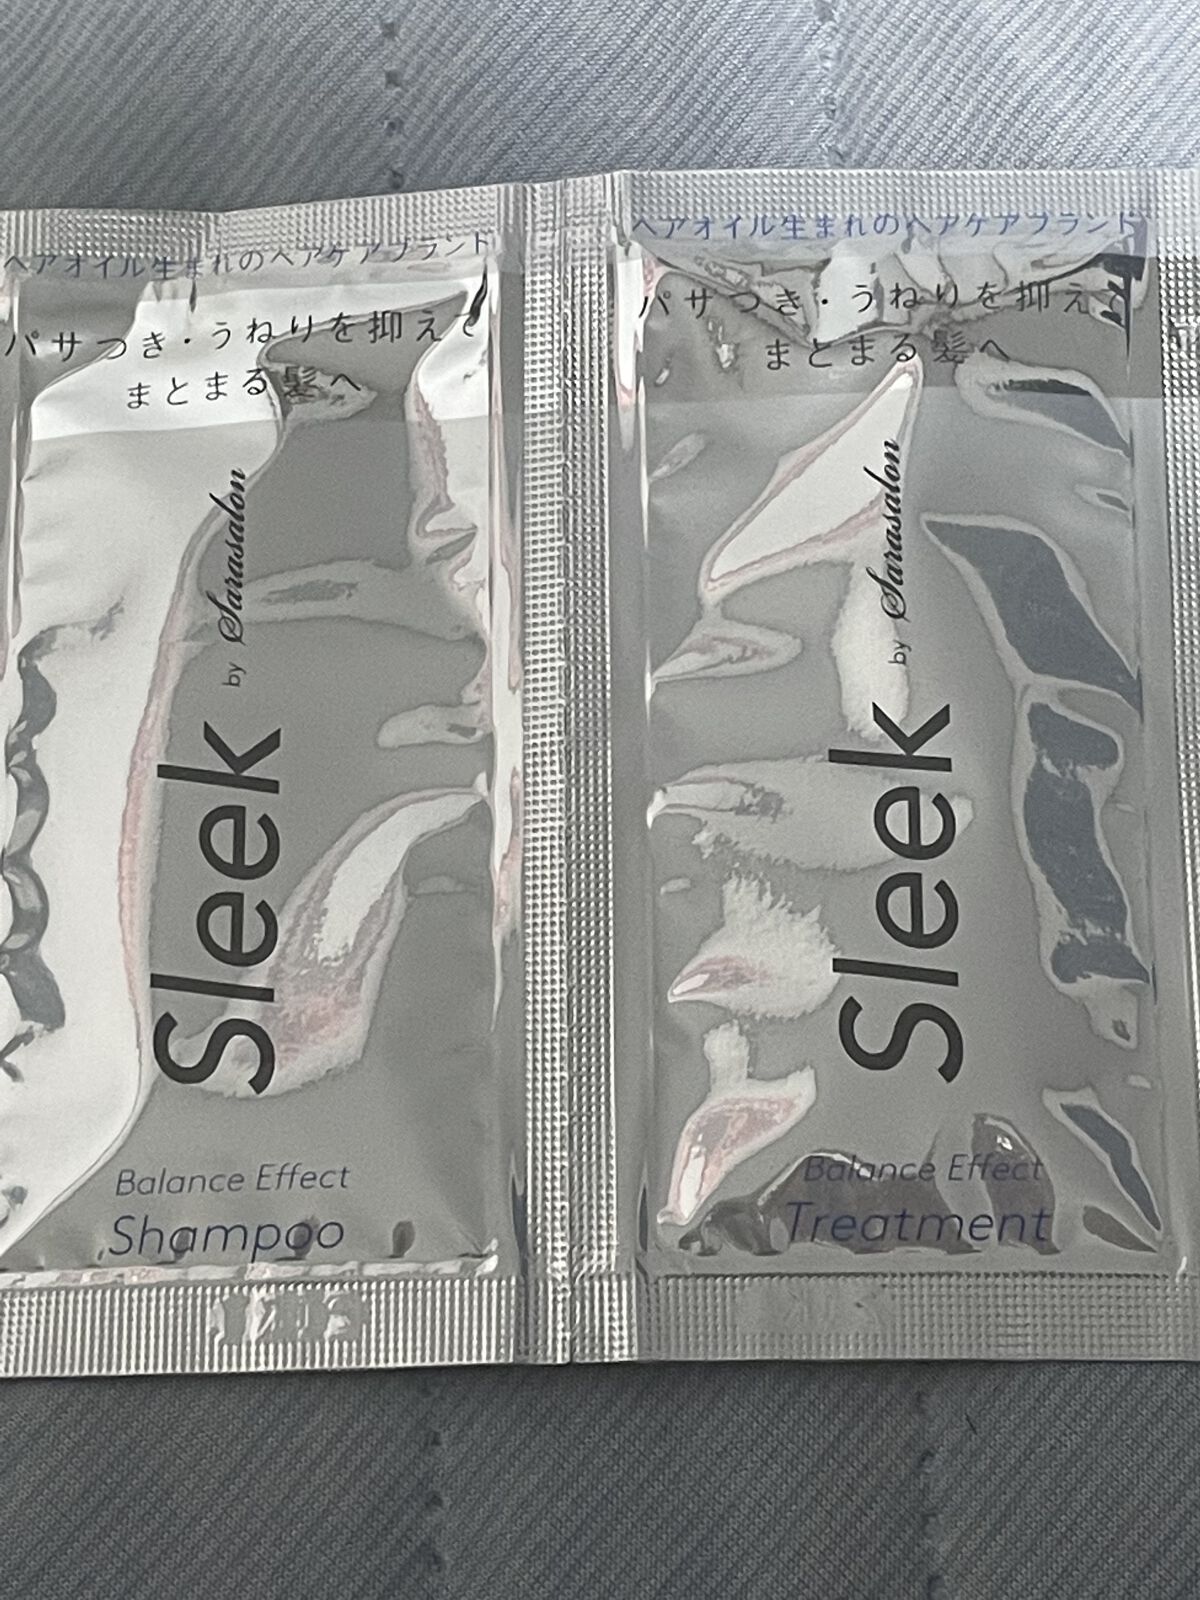 ヘアオイル生まれのヘアケアブランド
パサつき・うねりを抑えて
まとまる髪へ
Sleek by Sarasalon
Balance Effect
Shampoo
ヘアオイル生まれのヘアケアブランド
パサつき・うねりを抑えて
まとまる髪へ
Sleek by Sarasalon
Balance Effect
Treatment